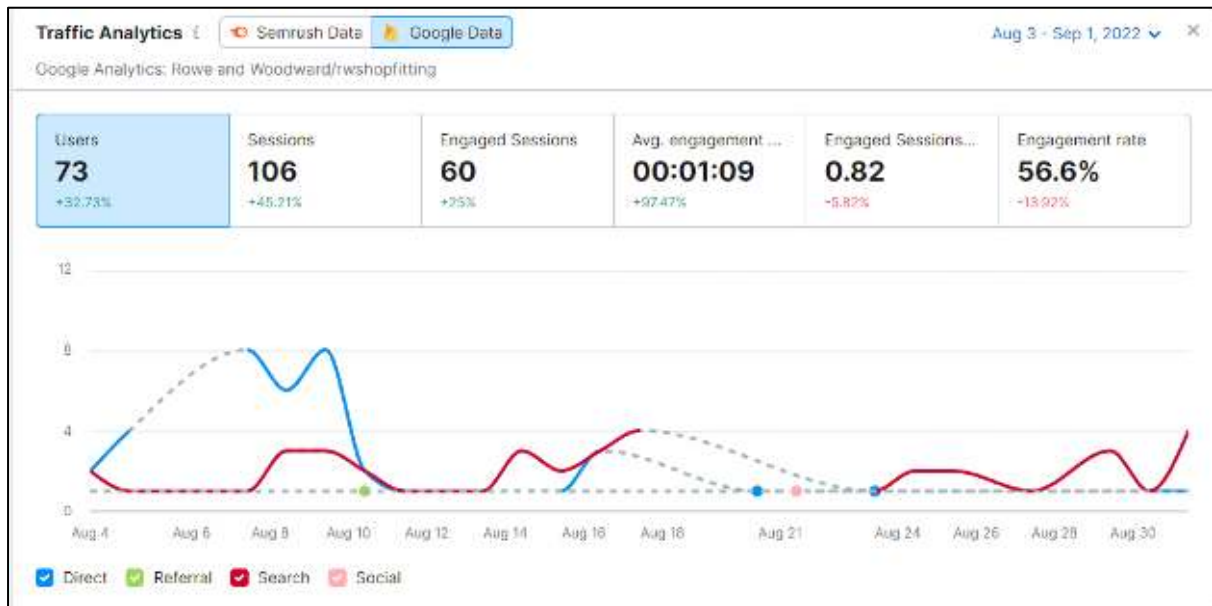 Traffic Analytics i Semrush Data Google Data Aug 3 - Sep 1, 2022
Google Analytics: Rowe and Woodward/rwshopfitting
Users Sessions Engaged Sessions Avg. engagement ... Engaged Sessions... Engagement rate
73 106 60 00:01:09 0.82 56.6%
+32.73% +45.21% +25% +97.47% -5.82% -13.92%
12
8
4
0
Aug 4 Aug 6 Aug 8 Aug 10 Aug 12 Aug 14 Aug 16 Aug 18 Aug 21 Aug 24 Aug 26 Aug 28 Aug 30
Direct Referral Search Social